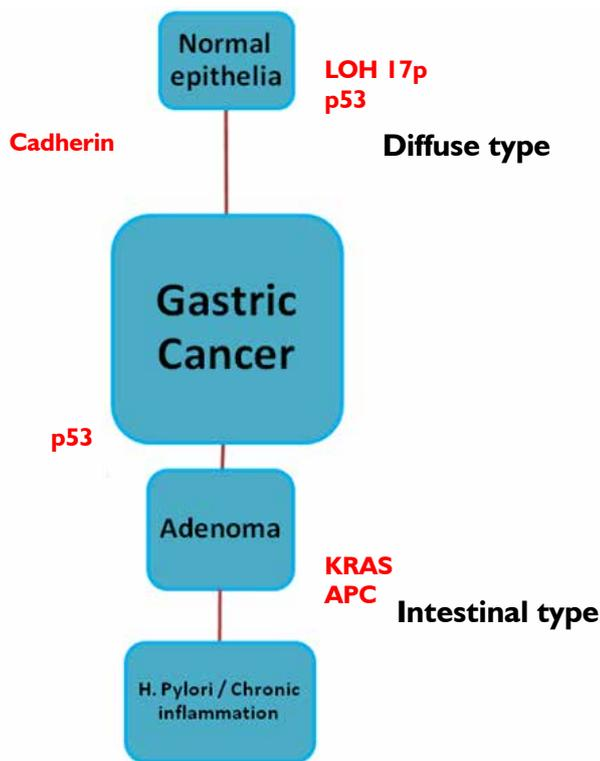 Normal
epithelia
LOH 17p
p53
Cadherin
Diffuse type
Gastric
Cancer
p53
Adenoma
KRAS
APC
Intestinal type
H. Pylori / Chronic
inflammation